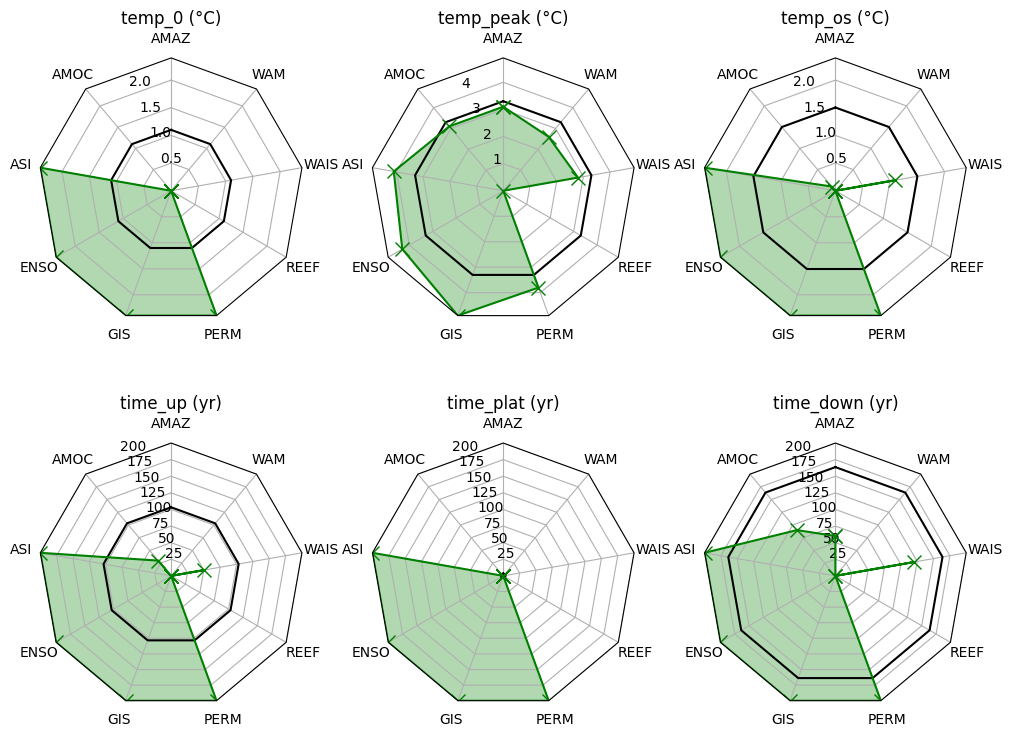 temp_0 (°C)
AMAZ
WAM
WAIS
REEF
PERM
GIS
ENSO
ASI
AMOC
0.5
1.0
1.5
2.0
temp_peak (°C)
AMAZ
WAM
WAIS
REEF
PERM
GIS
ENSO
ASI
AMOC
1
2
3
4
temp_os (°C)
AMAZ
WAM
WAIS
REEF
PERM
GIS
ENSO
ASI
AMOC
0.5
1.0
1.5
2.0
time_up (yr)
AMAZ
WAM
WAIS
REEF
PERM
GIS
ENSO
ASI
AMOC
25
50
75
100
125
150
175
200
time_plat (yr)
AMAZ
WAM
WAIS
REEF
PERM
GIS
ENSO
ASI
AMOC
25
50
75
100
125
150
175
200
time_down (yr)
AMAZ
WAM
WAIS
REEF
PERM
GIS
ENSO
ASI
AMOC
25
50
75
100
125
150
175
200